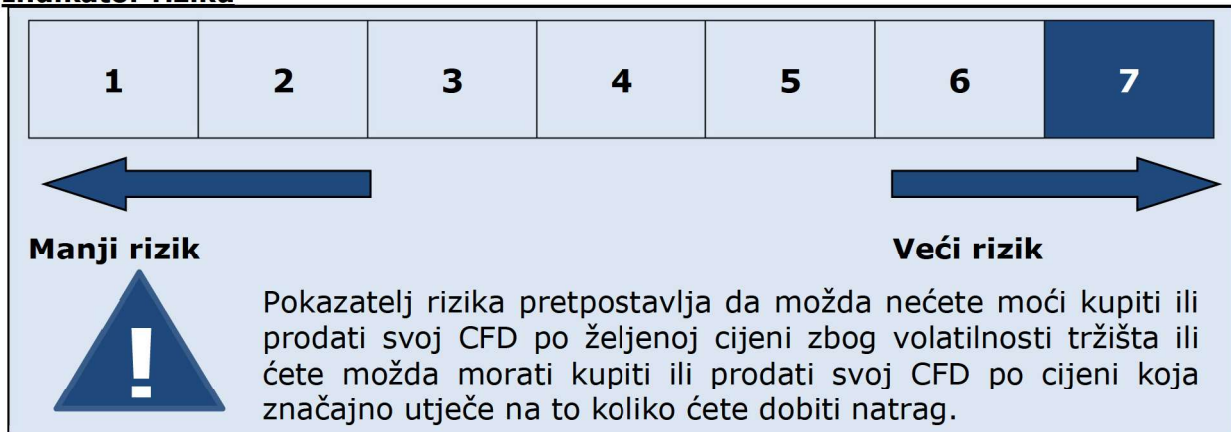 Indikator rizika
1 2 3 4 5 6 7
Manji rizik Veći rizik
Pokazatelj rizika pretpostavlja da možda nećete moći kupiti ili
prodati svoj CFD po željenoj cijeni zbog volatilnosti tržišta ili
ćete možda morati kupiti ili prodati svoj CFD po cijeni koja
značajno utječe na to koliko ćete dobiti natrag.
!